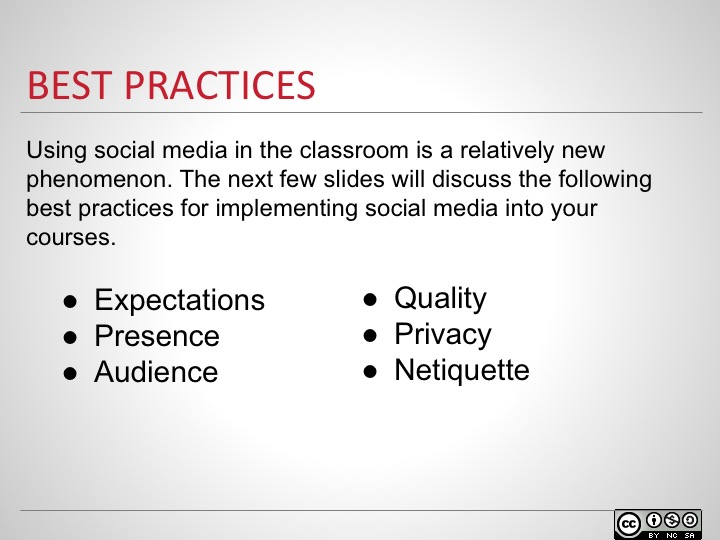 BEST PRACTICES
Using social media in the classroom is a relatively new
phenomenon. The next few slides will discuss the following
best practices for implementing social media into your
courses.
● Expectations
● Presence
● Audience
● Quality
● Privacy
● Netiquette
cc
BY NC SA